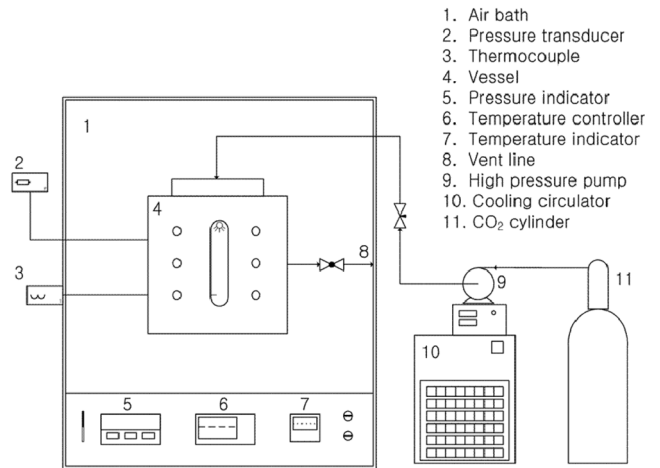 1. Air bath
2. Pressure transducer
3. Thermocouple
4. Vessel
5. Pressure indicator
6. Temperature controller
7. Temperature indicator
8. Vent line
9. High pressure pump
10. Cooling circulator
11. CO₂ cylinder
1
2
4
8
3
9
11
10
5
6
7